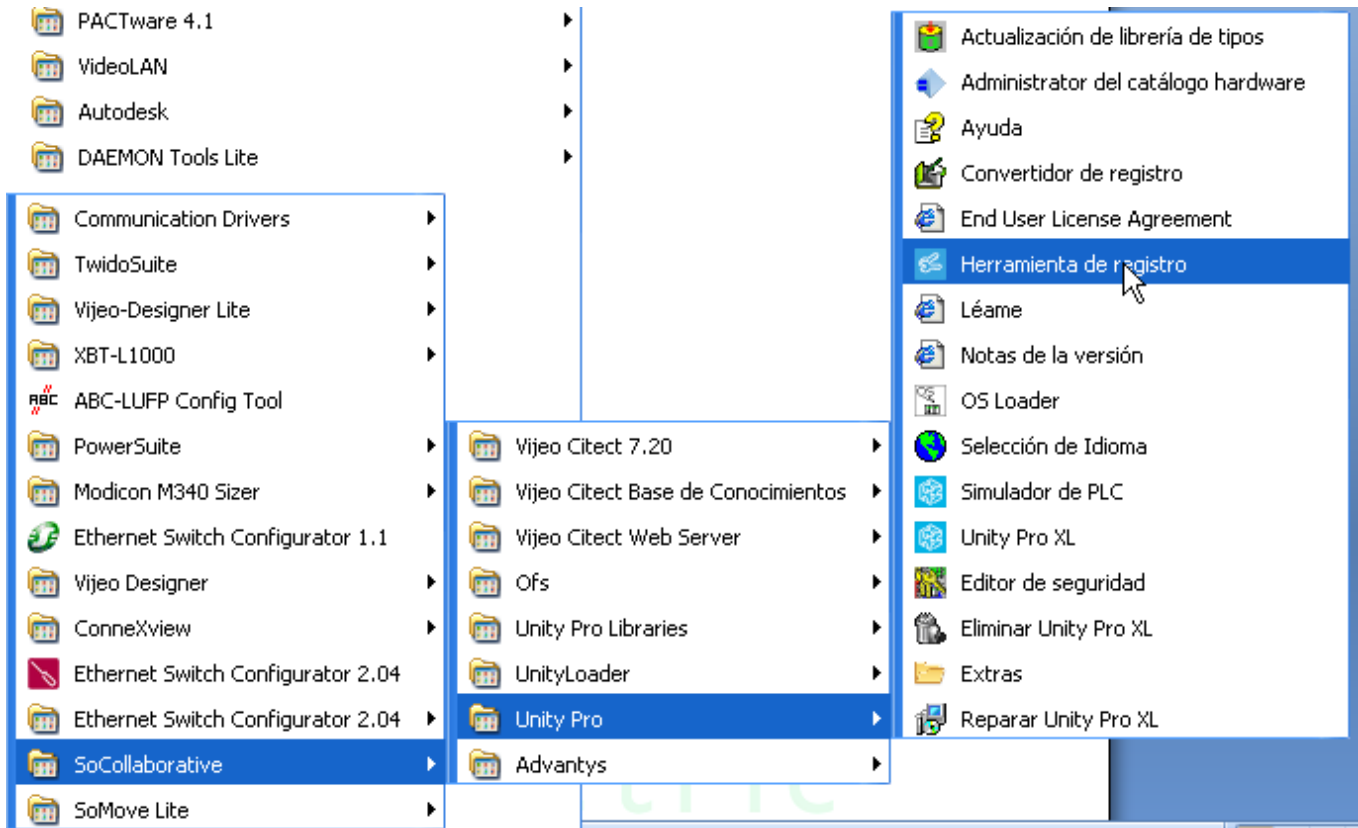 PACTware 4.1
VideoLAN
Autodesk
DAEMON Tools Lite
Communication Drivers
TwidoSuite
Vijeo-Designer Lite
XBT-L1000
ABC ABC-LUFP Config Tool
PowerSuite
Modicon M340 Sizer
Ethernet Switch Configurator 1.1
Vijeo Designer
ConneXview
Ethernet Switch Configurator 2.04
Ethernet Switch Configurator 2.04
SoCollaborative
SoMove Lite
Vijeo Citect 7.20
Vijeo Citect Base de Conocimientos
Vijeo Citect Web Server
Ofs
Unity Pro Libraries
UnityLoader
Unity Pro
Advantys
Actualización de librería de tipos
Administrator del catálogo hardware
Ayuda
Convertidor de registro
End User License Agreement
Herramienta de registro
Léame
Notas de la versión
OS Loader
Selección de Idioma
Simulador de PLC
Unity Pro XL
Editor de seguridad
Eliminar Unity Pro XL
Extras
Reparar Unity Pro XL